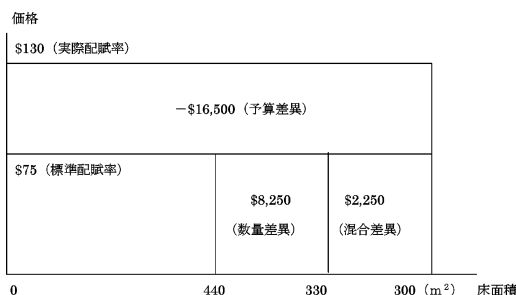 価格
$130（実際配賦率）
－$16,500（予算差異）
$75（標準配賦率）
$8,250
（数量差異）
$2,250
（混合差異）
0 440 330 300（m²） 床面積